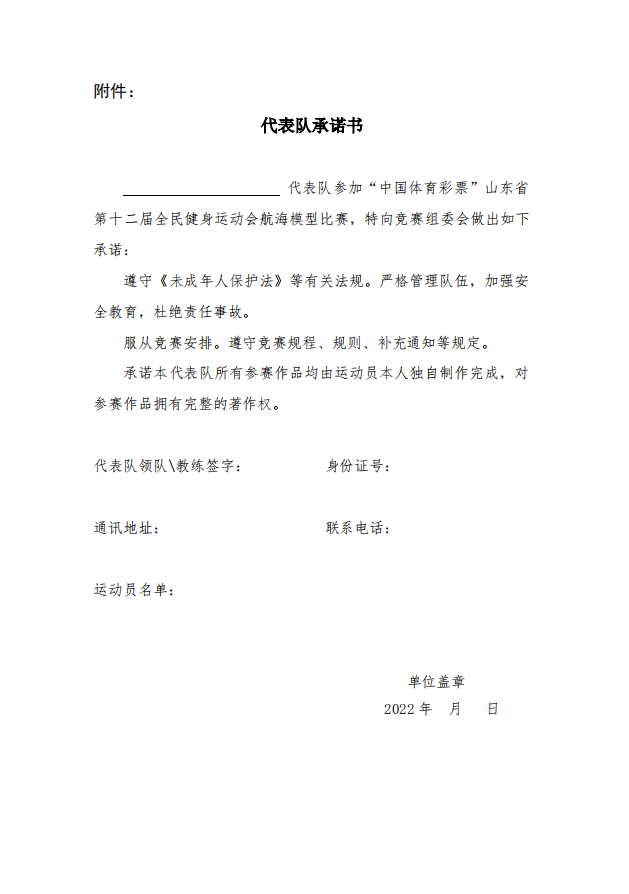 附件：
代表队承诺书
____________________ 代表队参加“中国体育彩票”山东省
第十二届全民健身运动会航海模型比赛，特向竞赛组委会做出如下
承诺：
遵守《未成年人保护法》等有关法规。严格管理队伍，加强安
全教育，杜绝责任事故。
服从竞赛安排。遵守竞赛规程、规则、补充通知等规定。
承诺本代表队所有参赛作品均由运动员本人独自制作完成，对
参赛作品拥有完整的著作权。
代表队领队\教练签字： 身份证号：
通讯地址： 联系电话：
运动员名单：
单位盖章
2022 年 月 日